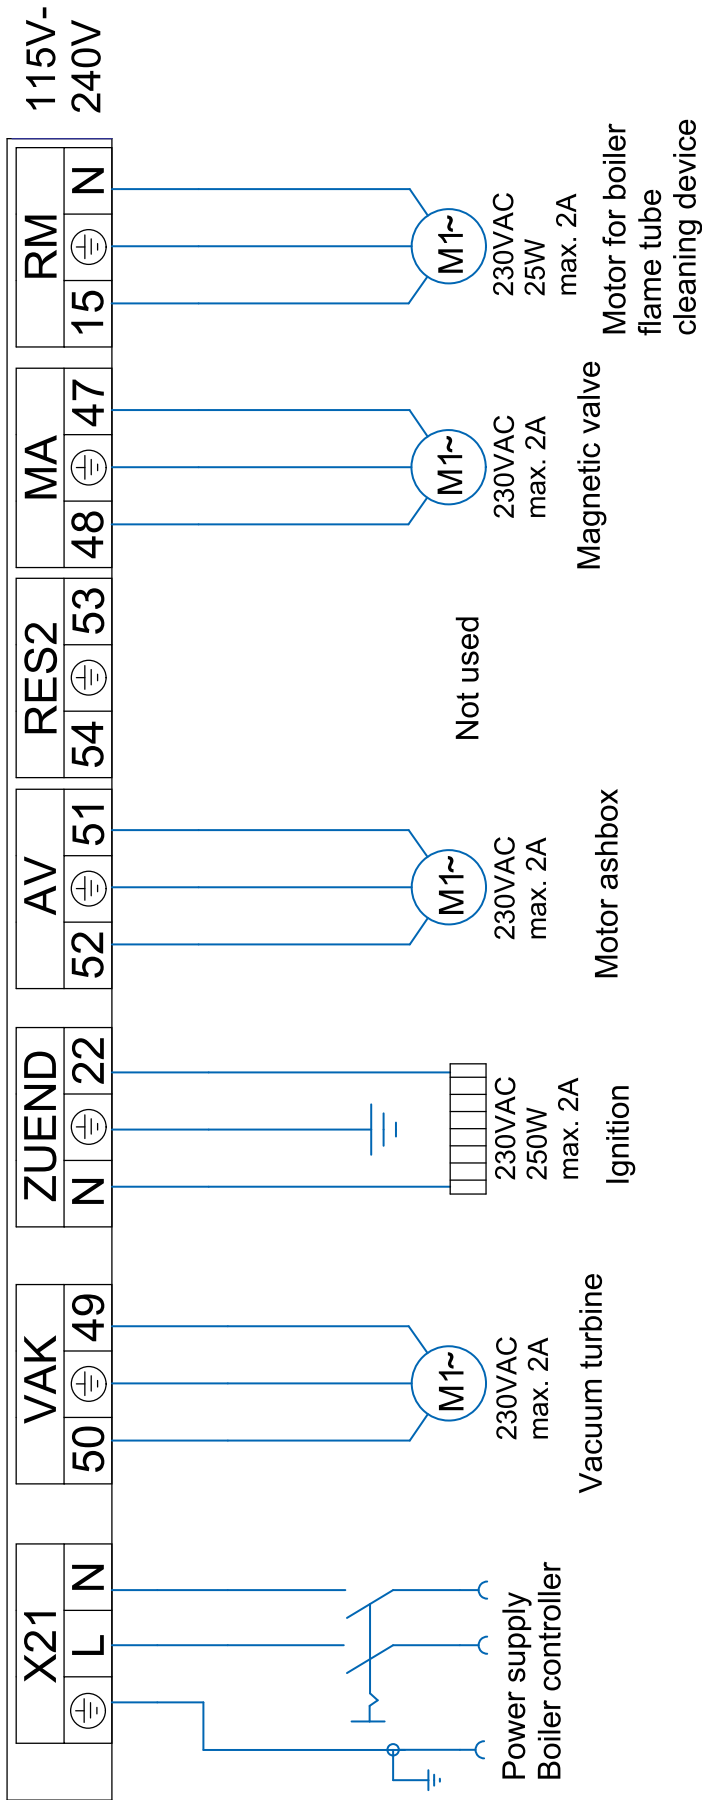 X21
L N
Power supply
Boiler controller
VAK
50 49
M1~
230VAC
max. 2A
Vacuum turbine
ZUEND
N 22
230VAC
250W
max. 2A
Ignition
AV
52 51
M1~
230VAC
max. 2A
Motor ashbox
RES2
54 53
Not used
MA
48 47
M1~
230VAC
max. 2A
Magnetic valve
RM
15 N
M1~
230VAC
25W
max. 2A
Motor for boiler
flame tube
cleaning device
115V-
240V